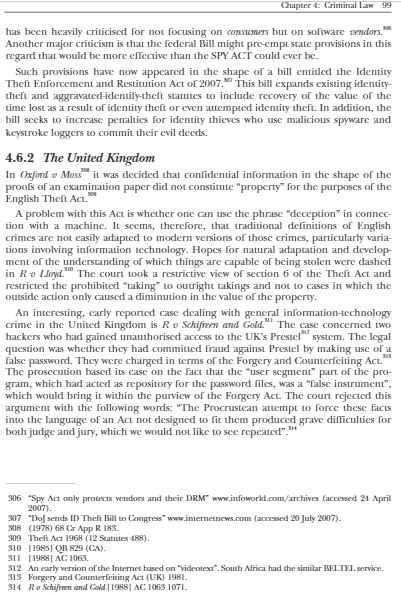 Chapter 4: Criminal Law 99
has been heavily criticised for not focusing on consumers but on software vendors.306
Another major criticism is that the federal Bill might pre-empt state provisions in this
regard that would be more effective than the SPY ACT could ever be.
Such provisions have now appeared in the shape of a bill entitled the Identity
Theft Enforcement and Restitution Act of 2007.307 This bill expands existing identity-
theft and aggravated-identify-theft statutes to include recovery of the value of the
time lost as a result of identity theft or even attempted identity theft. In addition, the
bill seeks to increase penalties for identity thieves who use malicious spyware and
keystroke loggers to commit their evil deeds.
4.6.2 The United Kingdom
In Oxford v Moss308 it was decided that confidential information in the shape of the
proofs of an examination paper did not constitute “property” for the purposes of the
English Theft Act.309
A problem with this Act is whether one can use the phrase “deception” in connec-
tion with a machine. It seems, therefore, that traditional definitions of English
crimes are not easily adapted to modern versions of those crimes, particularly varia-
tions involving information technology. Hopes for natural adaptation and develop-
ment of the understanding of which things are capable of being stolen were dashed
in R v Lloyd.310 The court took a restrictive view of section 6 of the Theft Act and
restricted the prohibited “taking” to outright takings and not to cases in which the
outside action only caused a diminution in the value of the property.
An interesting, early reported case dealing with general information-technology
crime in the United Kingdom is R v Schifreen and Gold.311 The case concerned two
hackers who had gained unauthorised access to the UK's Prestel312 system. The legal
question was whether they had committed fraud against Prestel by making use of a
false password. They were charged in terms of the Forgery and Counterfeiting Act.313
The prosecution based its case on the fact that the “user segment” part of the pro-
gram, which had acted as repository for the password files, was a “false instrument”,
which would bring it within the purview of the Forgery Act. The court rejected this
argument with the following words: “The Procrustean attempt to force these facts
into the language of an Act not designed to fit them produced grave difficulties for
both judge and jury, which we would not like to see repeated”.314
306 “Spy Act only protects vendors and their DRM” www.infoworld.com/archives (accessed 24 April
2007).
307 “DoJ sends ID Theft Bill to Congress” www.internetnews.com (accessed 20 July 2007).
308 (1978) 68 Cr App R 183.
309 Theft Act 1968 (12 Statutes 488).
310 [1985] QB 829 (CA).
311 [1988] AC 1063.
312 An early version of the Internet based on “videotext”. South Africa had the similar BELTEL service.
313 Forgery and Counterfeiting Act (UK) 1981.
314 R v Schifreen and Gold [1988] AC 1063 1071.